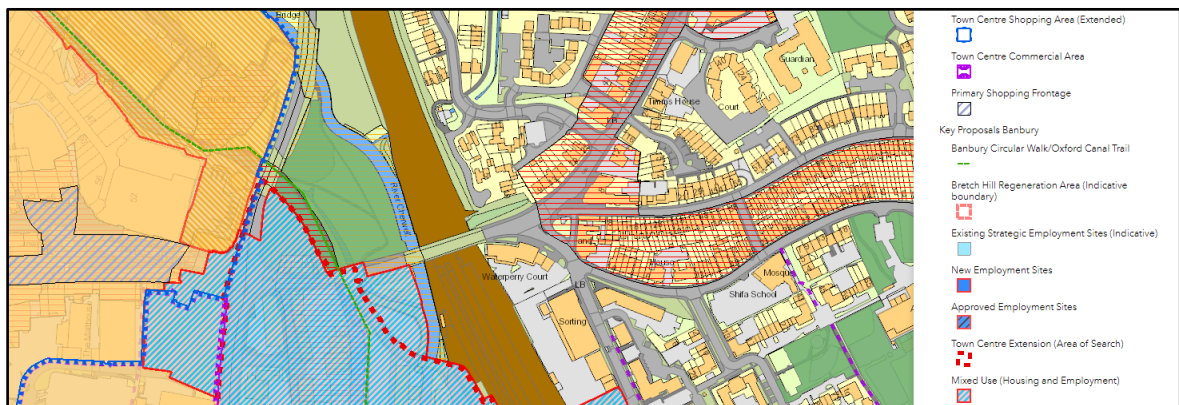 Bridge
River Cherwell
Guardian
Timms House
Court
LB
Waterperry Court
LB
Sorting
Mosque
Shifa School
Town Centre Shopping Area (Extended)
Town Centre Commercial Area
Primary Shopping Frontage
Key Proposals Banbury
Banbury Circular Walk/Oxford Canal Trail
Bretch Hill Regeneration Area (Indicative
boundary)
Existing Strategic Employment Sites (Indicative)
New Employment Sites
Approved Employment Sites
Town Centre Extension (Area of Search)
Mixed Use (Housing and Employment)